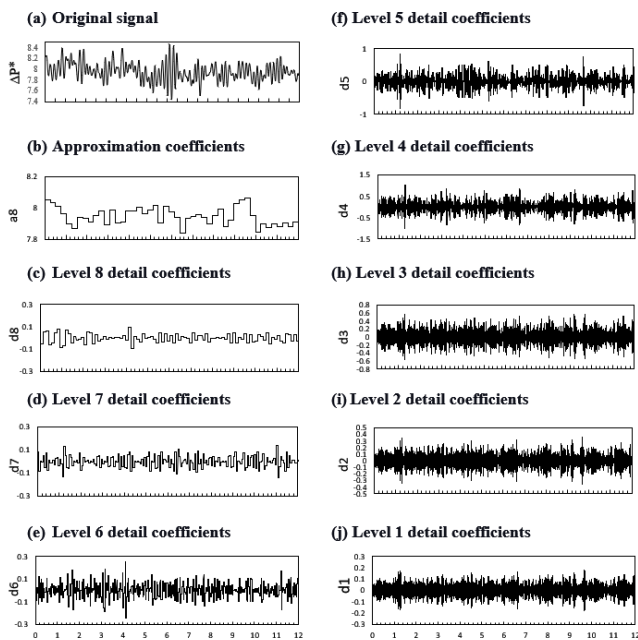 (a) Original signal
8.4
8.2
8
7.8
7.6
7.4
ΔP*
(b) Approximation coefficients
8.2
8
7.8
a8
(c) Level 8 detail coefficients
0.3
0.1
-0.1
-0.3
d8
(d) Level 7 detail coefficients
0.3
0.1
-0.1
-0.3
d7
(e) Level 6 detail coefficients
0.3
0.1
-0.1
-0.3
d6
0 1 2 3 4 5 6 7 8 9 10 11 12
(f) Level 5 detail coefficients
1
0
-1
d5
(g) Level 4 detail coefficients
1.5
0.5
-0.5
-1.5
d4
(h) Level 3 detail coefficients
0.8
0.6
0.4
0.2
0
-0.2
-0.4
-0.6
-0.8
d3
(i) Level 2 detail coefficients
0.5
0.4
0.3
0.2
0.1
0
-0.1
-0.2
-0.3
-0.4
-0.5
d2
(j) Level 1 detail coefficients
0.3
0.2
0.1
0
-0.1
-0.2
-0.3
d1
0 1 2 3 4 5 6 7 8 9 10 11 12